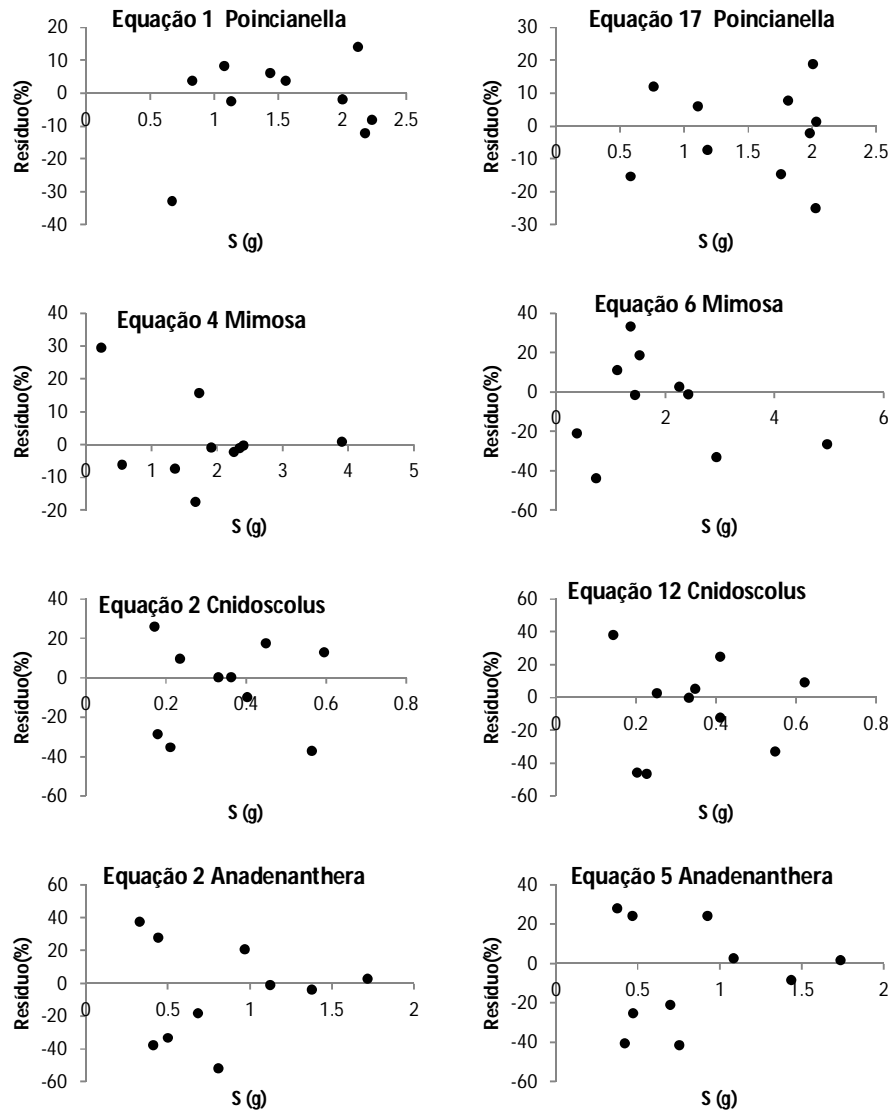 Equação 1 Poincianella
20
10
0
-10
-20
-30
-40
0 0.5 1 1.5 2 2.5
Resíduo(%)
S (g)
Equação 17 Poincianella
30
20
10
0
-10
-20
-30
0 0.5 1 1.5 2 2.5
Resíduo(%)
S (g)
Equação 4 Mimosa
40
30
20
10
0
-10
-20
0 1 2 3 4 5
Resíduo(%)
S (g)
Equação 6 Mimosa
40
20
0
-20
-40
-60
0 2 4 6
Resíduo(%)
S (g)
Equação 2 Cnidoscolus
40
20
0
-20
-40
-60
0 0.2 0.4 0.6 0.8
Resíduo(%)
S (g)
Equação 12 Cnidoscolus
60
40
20
0
-20
-40
-60
0 0.2 0.4 0.6 0.8
Resíduo(%)
S (g)
Equação 2 Anadenanthera
60
40
20
0
-20
-40
-60
0 0.5 1 1.5 2
Resíduo(%)
S (g)
Equação 5 Anadenanthera
40
20
0
-20
-40
-60
0 0.5 1 1.5 2
Resíduo(%)
S (g)